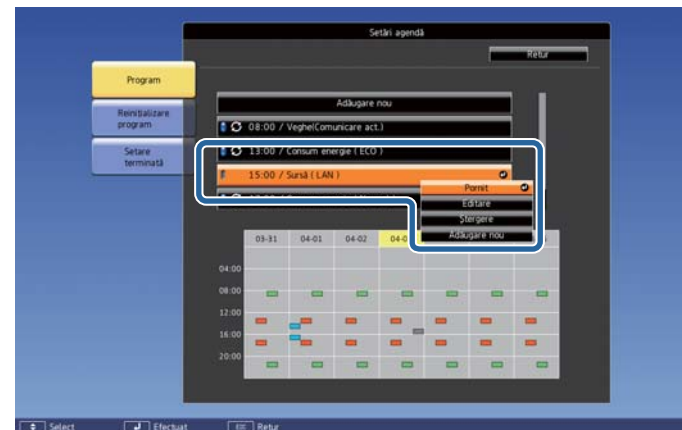 Setări agendă
Retur
Program
Reinițializare
program
Setare
terminată
Adăugare nou
08:00 / Veghe(Comunicare act.)
13:00 / Consum energie ( ECO )
15:00 / Sursă ( LAN )
Pornit
Editare
Ștergere
Adăugare nou
03-31 04-01 04-02
04:00
08:00
12:00
16:00
20:00
Select Efectuat Retur